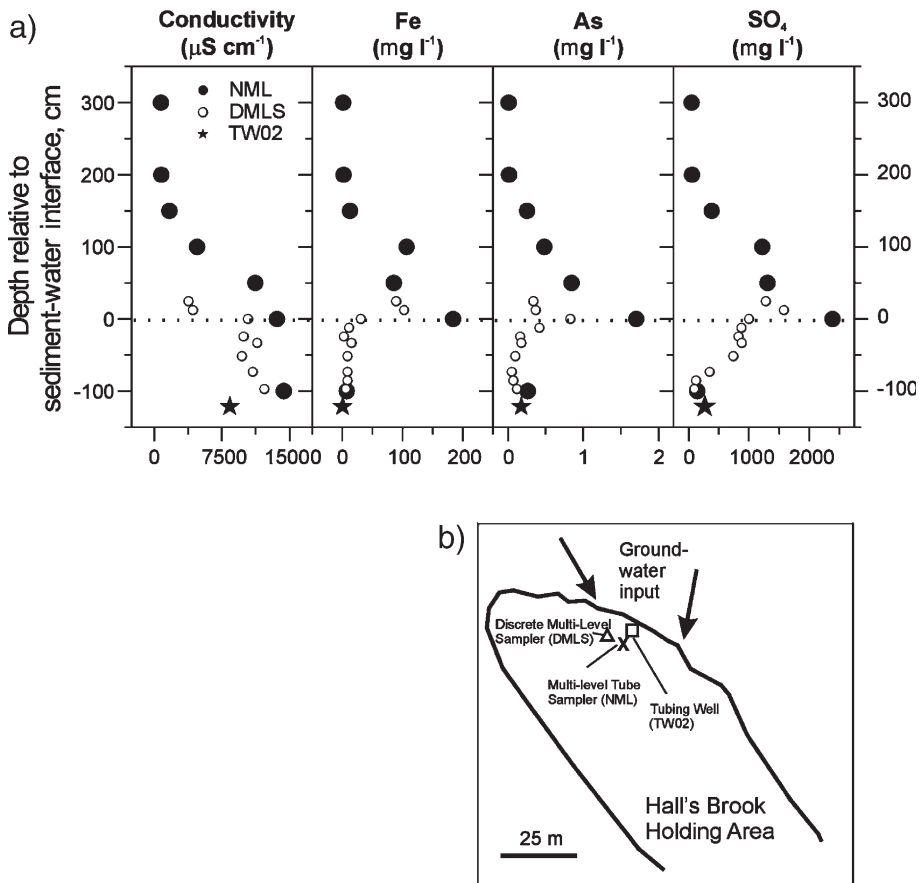 a)
Conductivity
(μS cm⁻¹)
Fe
(mg l⁻¹)
As
(mg l⁻¹)
SO₄
(mg l⁻¹)
NML
DMLS
TW02
Depth relative to
sediment-water interface, cm
300
200
100
0
-100
300
200
100
0
-100
0 7500 15000
0 100 200
0 1 2
0 1000 2000
b)
Ground-
water
input
Discrete Multi-Level
Sampler (DMLS)
Multi-level Tube
Sampler (NML)
Tubing Well
(TW02)
Hall's Brook
Holding Area
25 m